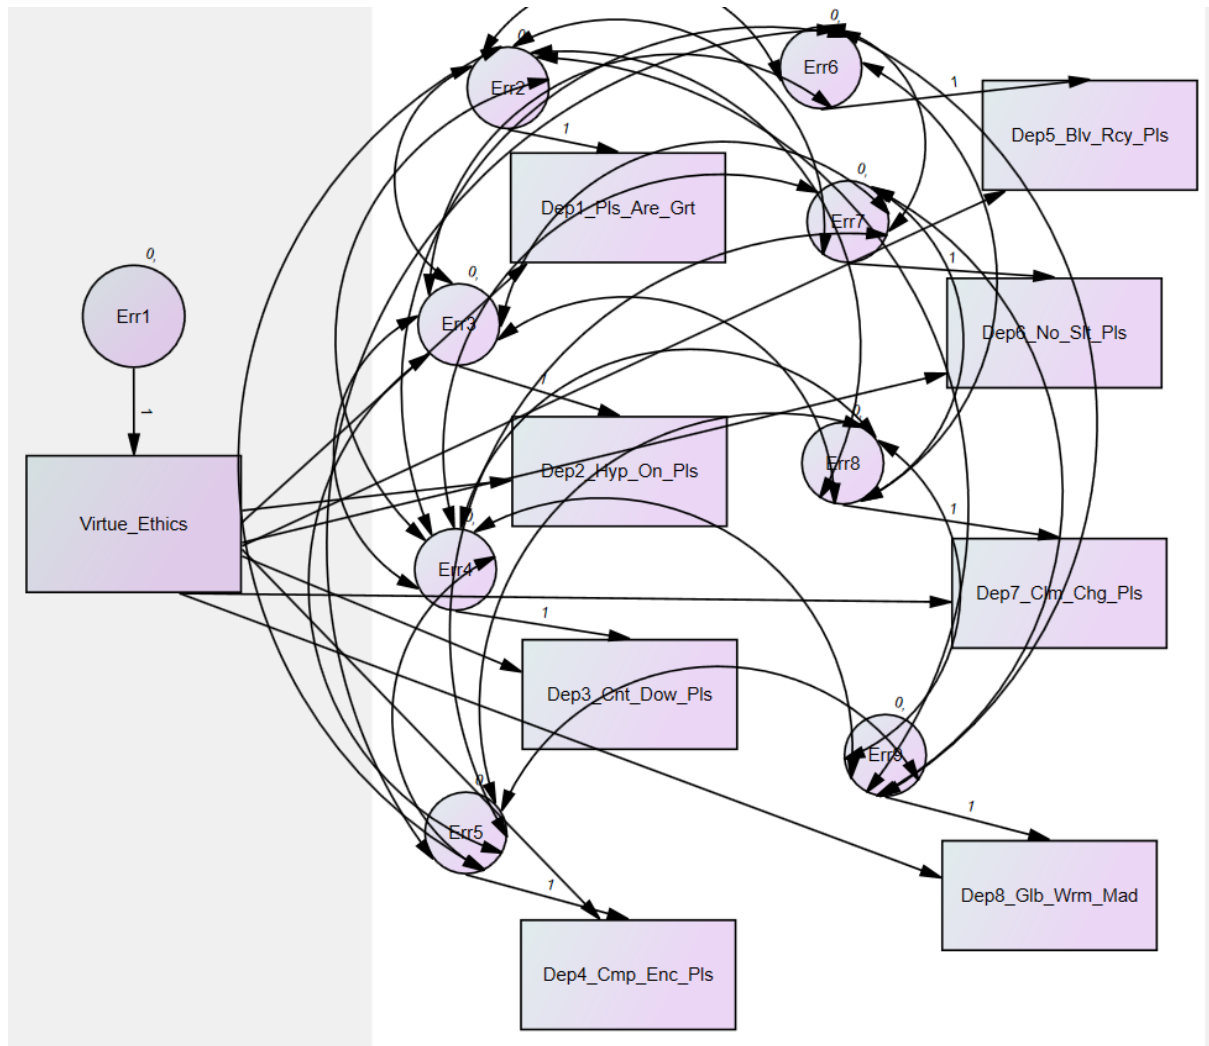 0,
0,
Err6
Err2
1
Dep5_Blv_Rcy_Pls
1
0,
Dep1_Pls_Are_Grt
Err7
0,
0,
1
Err1
Err3
Dep6_No_Slt_Pls
1
1
0,
Err8
Dep2_Hyp_On_Pls
1
Virtue_Ethics
0,
Err4
Dep7_Clm_Chg_Pls
1
Dep3_Cnt_Dow_Pls
0,
Err9
0,
1
Err5
1
Dep8_Glb_Wrm_Mad
Dep4_Cmp_Enc_Pls